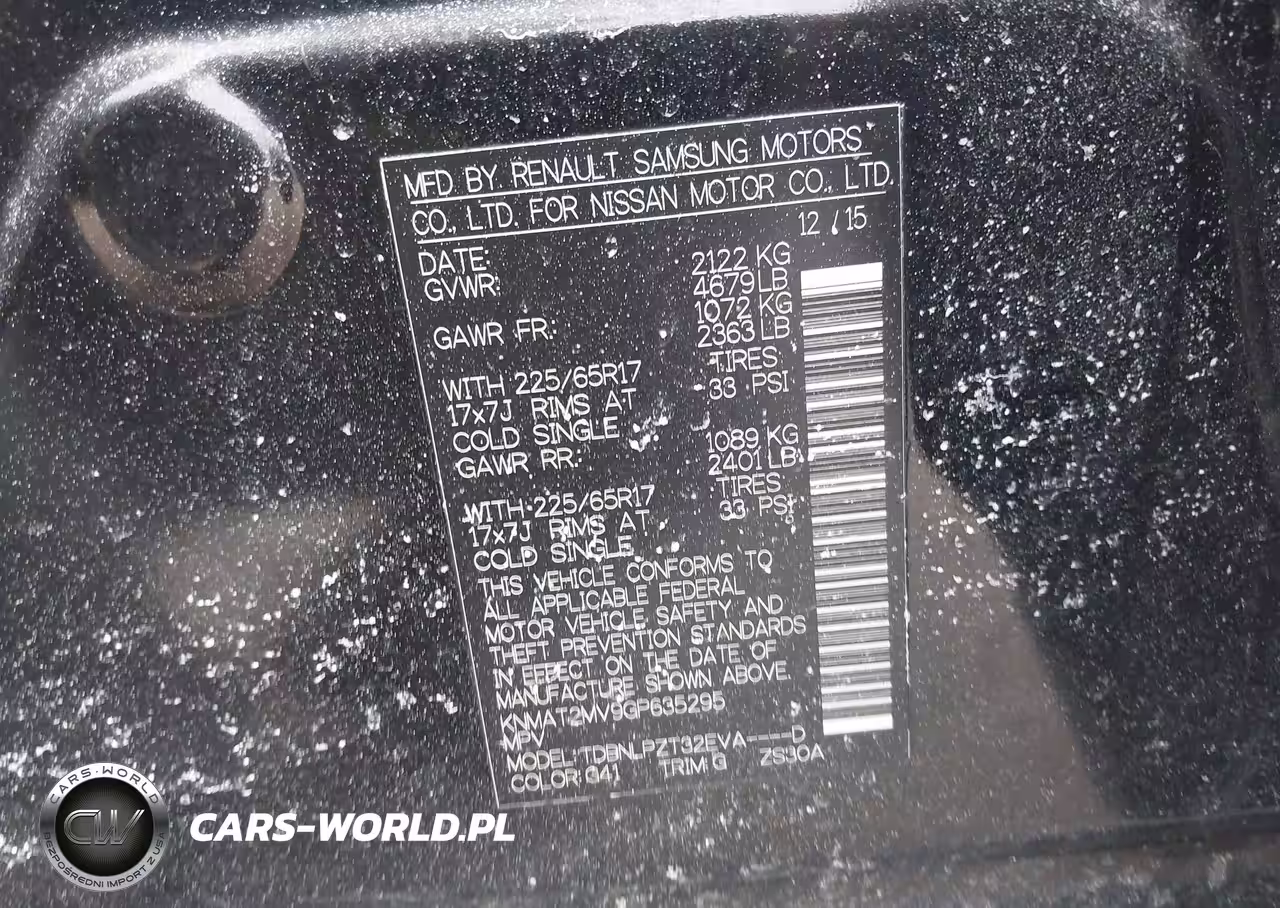 MFD BY RENAULT SAMSUNG MOTORS
CO., LTD. FOR NISSAN MOTOR CO., LTD.
DATE: 12 / 15
GVWR: 2122 KG
4679 LB
GAWR FR: 1072 KG
2363 LB
WITH 225/65R17 TIRES,
17x7J RIMS AT 33 PSI
COLD SINGLE
GAWR RR: 1089 KG
2401 LB
WITH 225/65R17 TIRES
17x7J RIMS AT 33 PSI
COLD SINGLE
THIS VEHICLE CONFORMS TO
ALL APPLICABLE FEDERAL
MOTOR VEHICLE SAFETY AND
THEFT PREVENTION STANDARDS
IN EFFECT ON THE DATE OF
MANUFACTURE SHOWN ABOVE.
KNMAT2MV9GP635295
MPV
MODEL: TDBNLPZT32EVA----D
COLOR: G41 TRIM: G ZS30A
CARS-WORLD
CW
BEZPOŚREDNI IMPORT Z USA
CARS-WORLD.PL